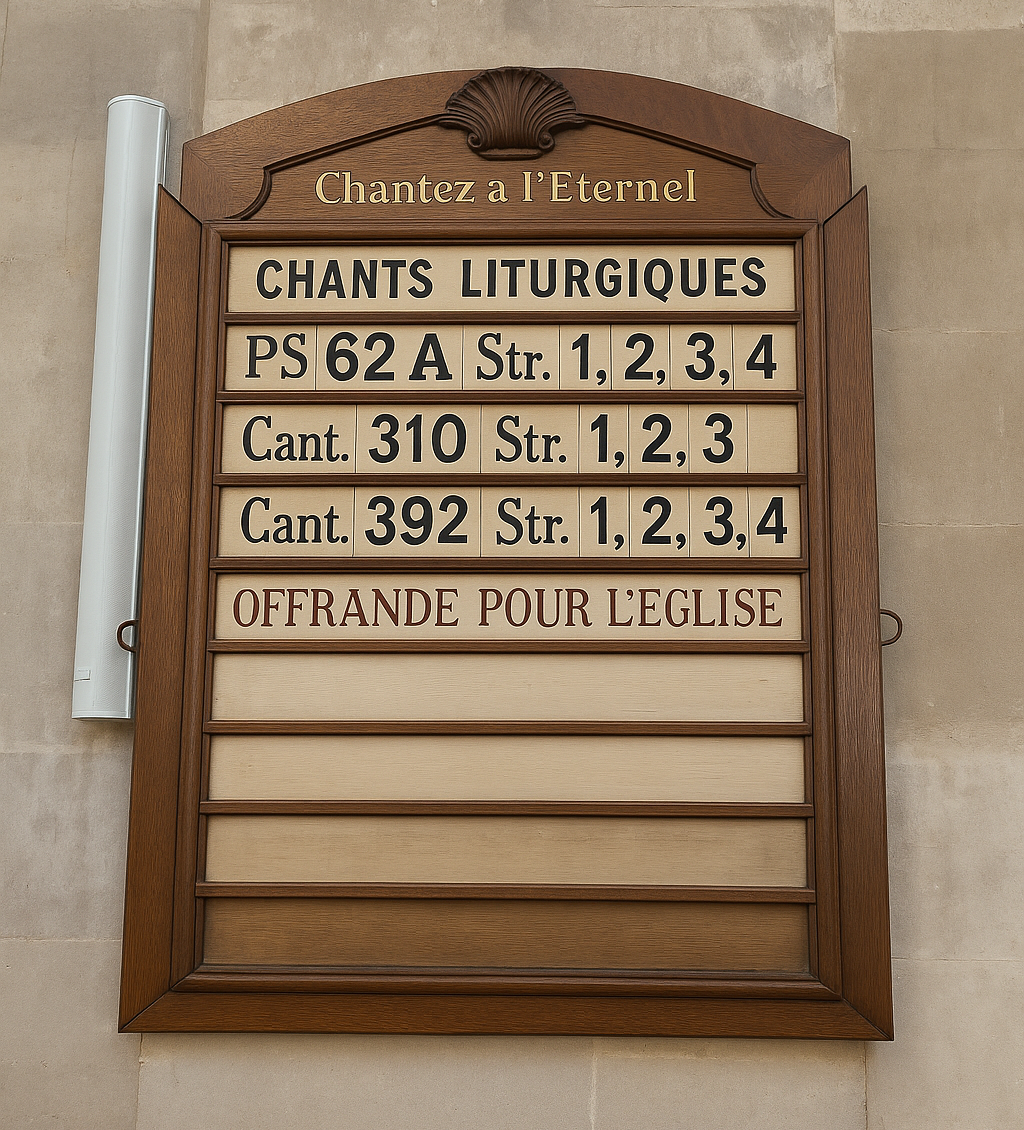 Chantez a l'Eternel
CHANTS LITURGIQUES
PS 62 A Str. 1, 2, 3, 4
Cant. 310 Str. 1, 2, 3
Cant. 392 Str. 1, 2, 3, 4
OFFRANDE POUR L'EGLISE